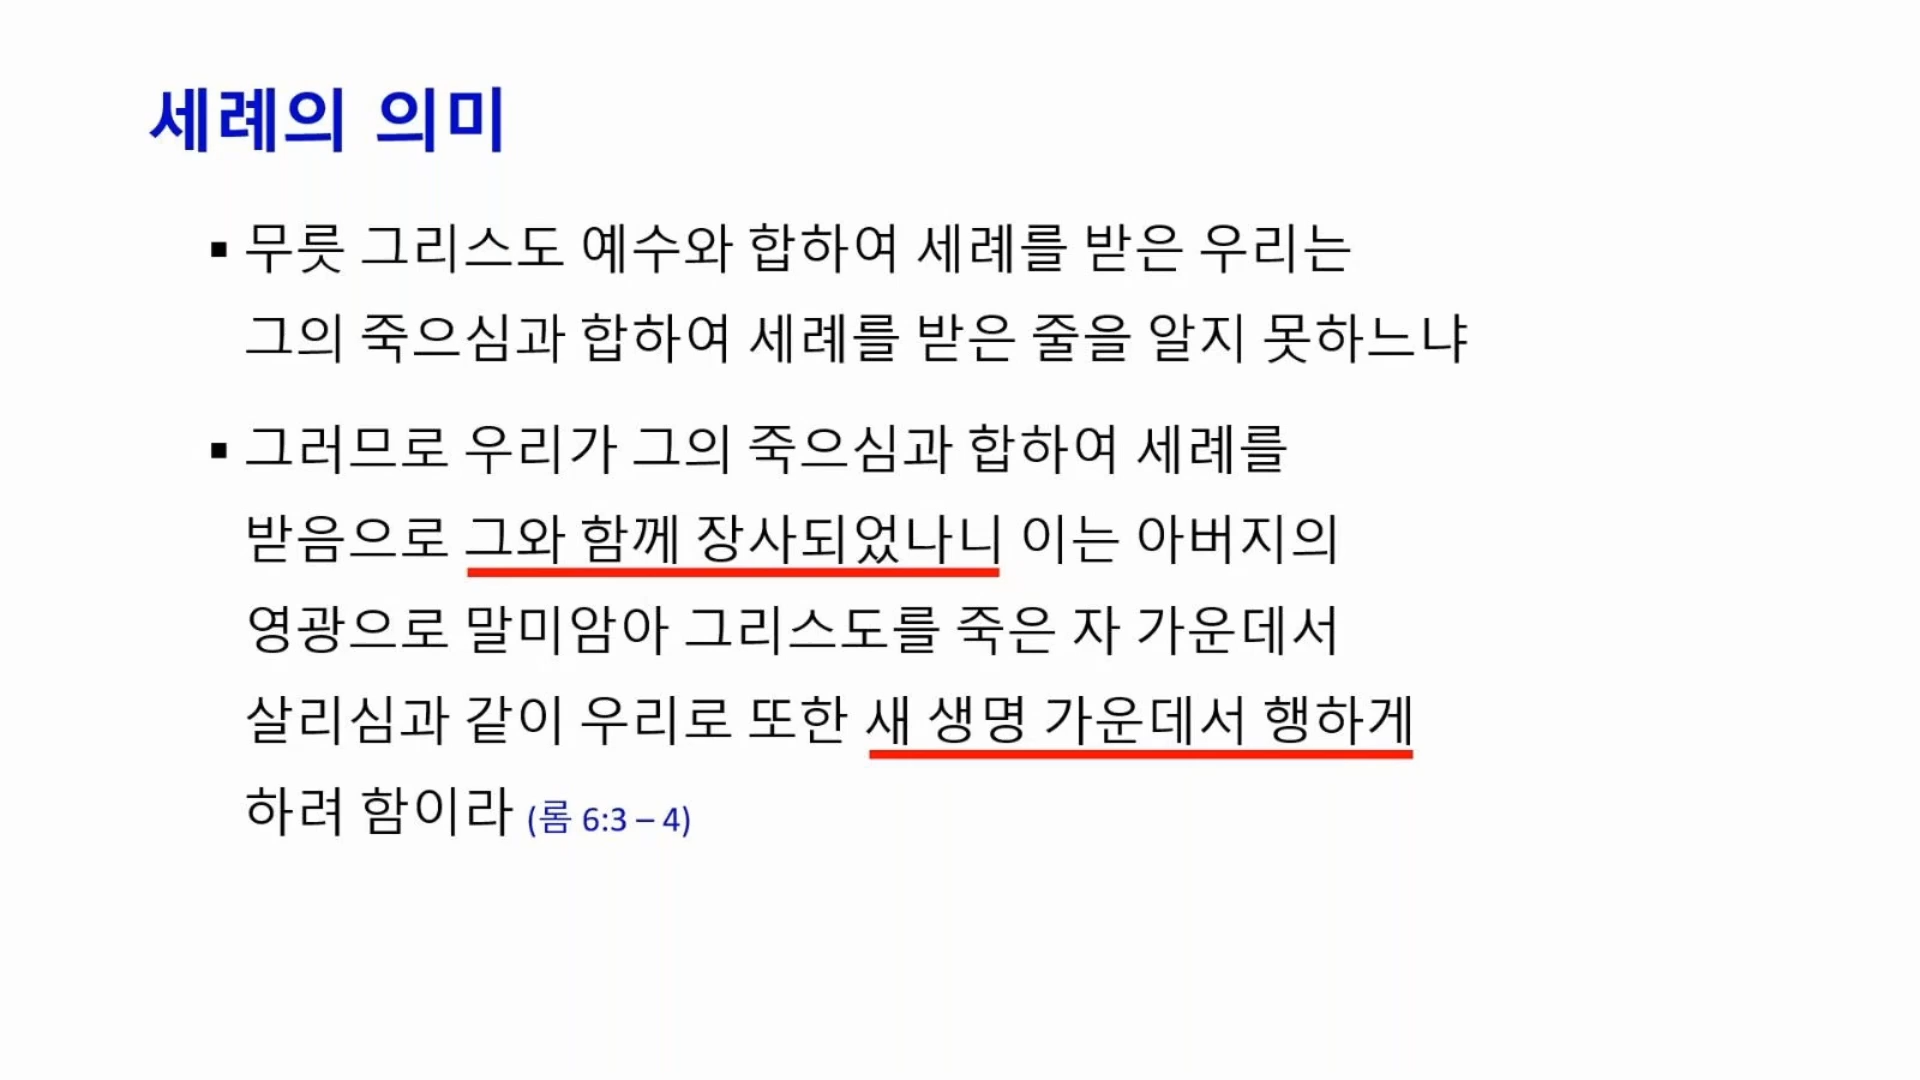 세례의 의미
▪ 무릇 그리스도 예수와 합하여 세례를 받은 우리는
그의 죽으심과 합하여 세례를 받은 줄을 알지 못하느냐
▪ 그러므로 우리가 그의 죽으심과 합하여 세례를
받음으로 그와 함께 장사되었나니 이는 아버지의
영광으로 말미암아 그리스도를 죽은 자 가운데서
살리심과 같이 우리로 또한 새 생명 가운데서 행하게
하려 함이라 (롬 6:3 – 4)